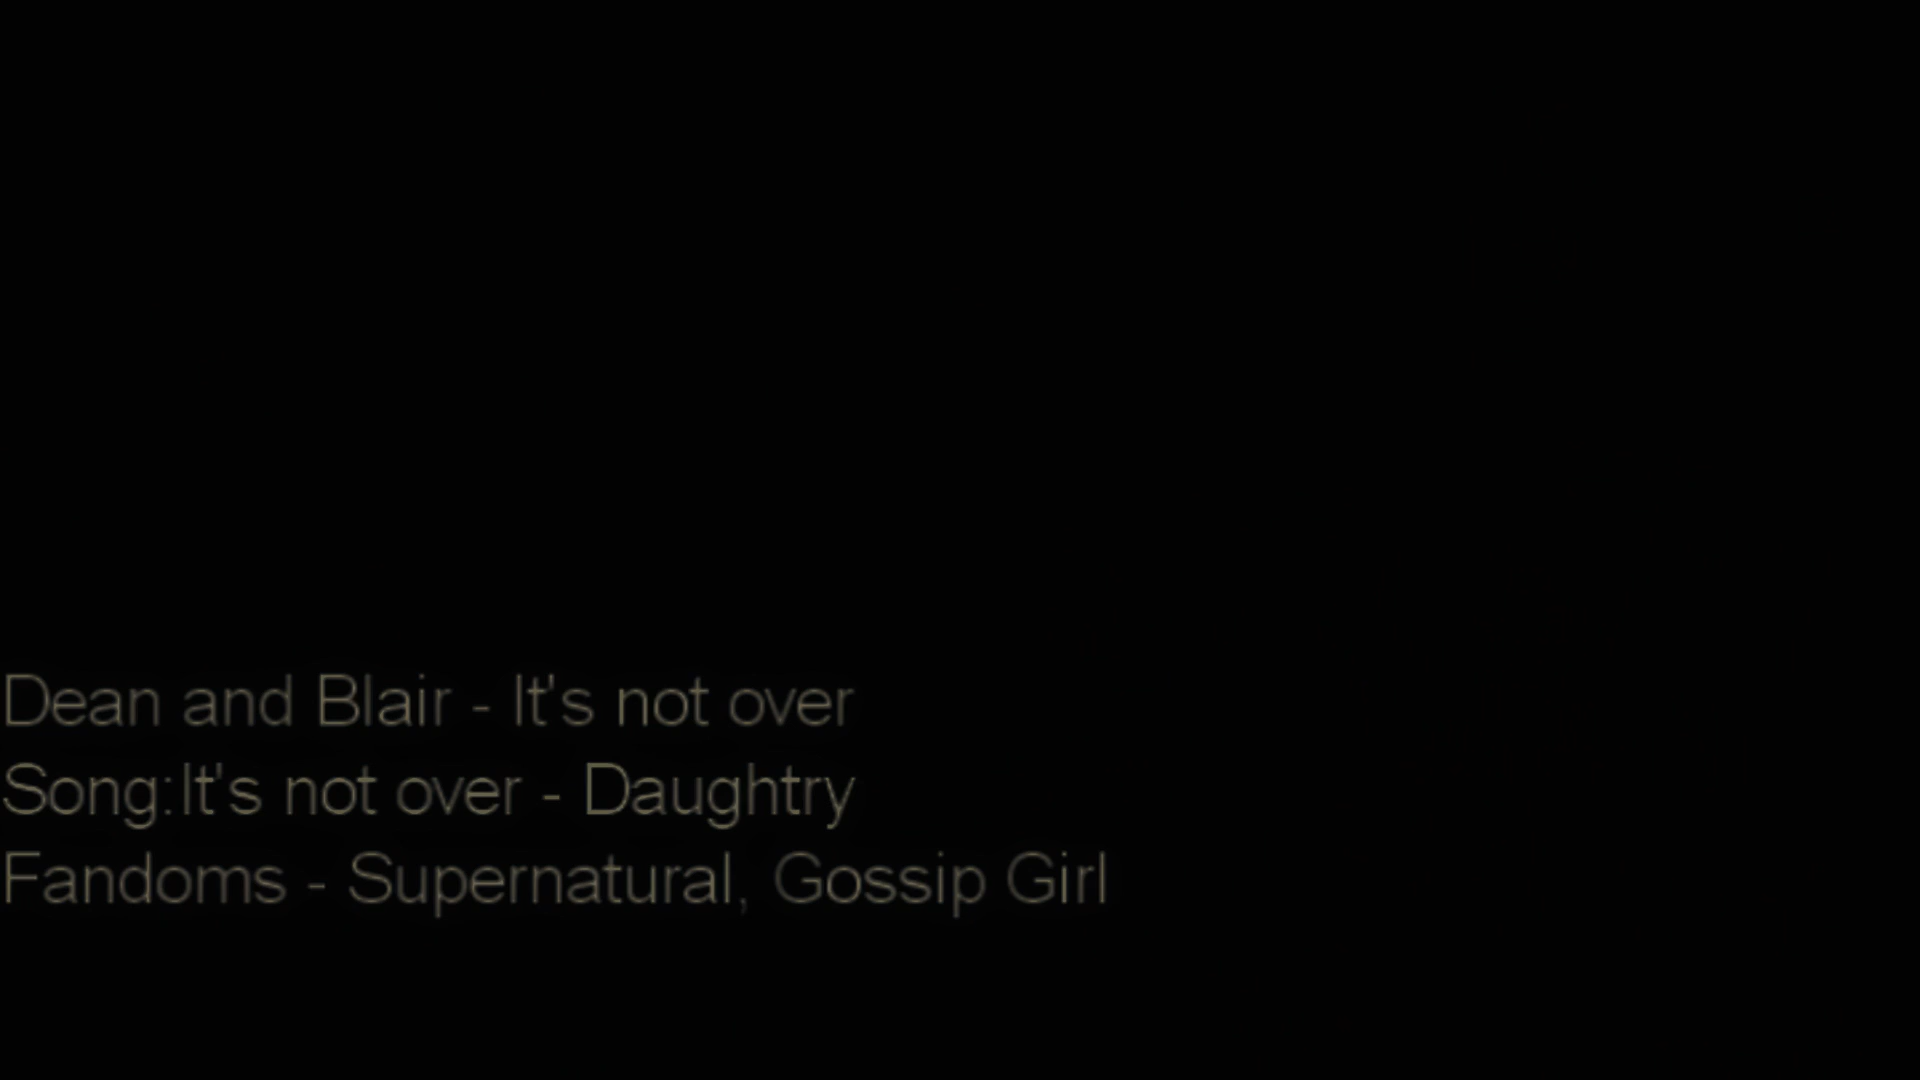 Dean and Blair - It's not over
Song:It's not over - Daughtry
Fandoms - Supernatural, Gossip Girl